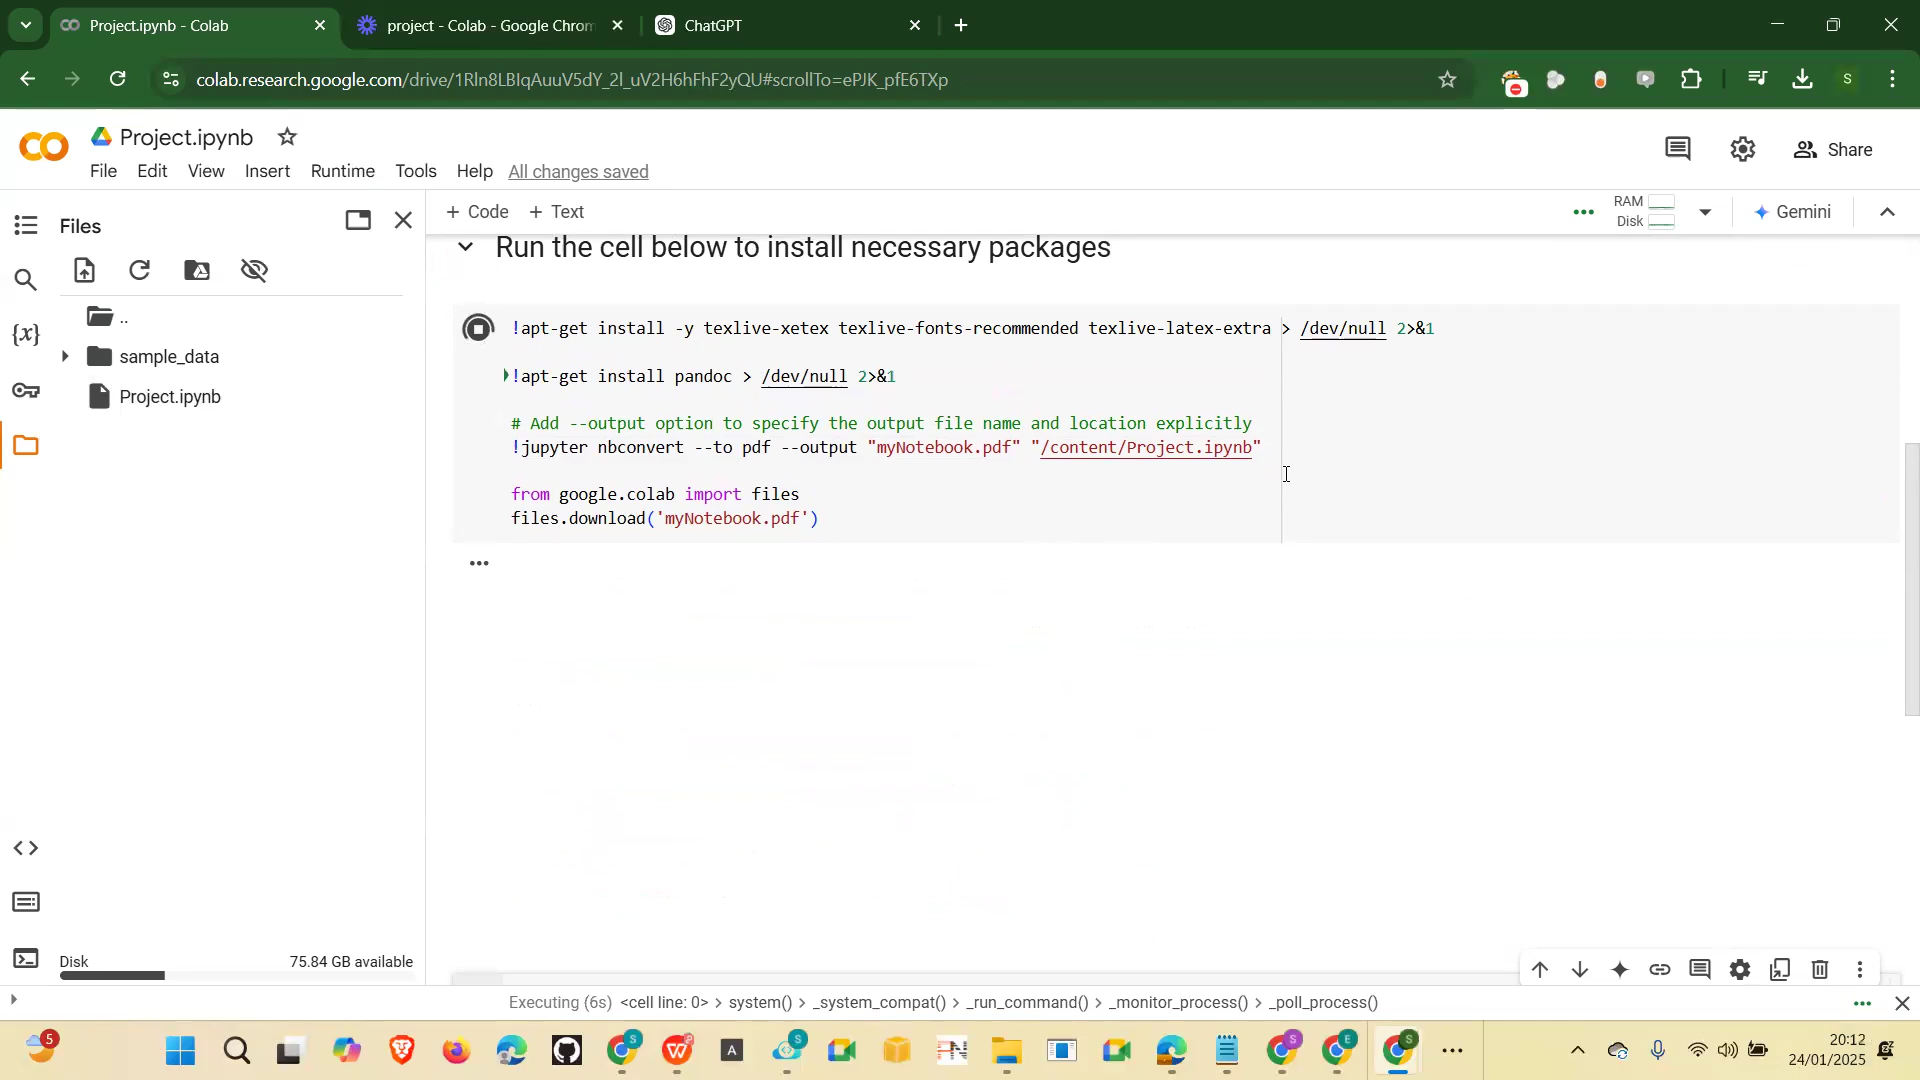 Project.ipynb - Colab
project - Colab - Google Chrom
ChatGPT
colab.research.google.com/drive/1Rln8LBIqAuuV5dY_2l_uV2H6hFhF2yQU#scrollTo=ePJK_pfE6TXp
S
Project.ipynb
File Edit View Insert Runtime Tools Help All changes saved
Share
Files
+ Code + Text
RAM
Disk
Gemini
Run the cell below to install necessary packages
..
sample_data
Project.ipynb
!apt-get install -y texlive-xetex texlive-fonts-recommended texlive-latex-extra > /dev/null 2>&1
!apt-get install pandoc > /dev/null 2>&1
# Add --output option to specify the output file name and location explicitly
!jupyter nbconvert --to pdf --output "myNotebook.pdf" "/content/Project.ipynb"
from google.colab import files
files.download('myNotebook.pdf')
Disk 75.84 GB available
Executing (6s) <cell line: 0> > system() > _system_compat() > _run_command() > _monitor_process() > _poll_process()
5
20:12
24/01/2025